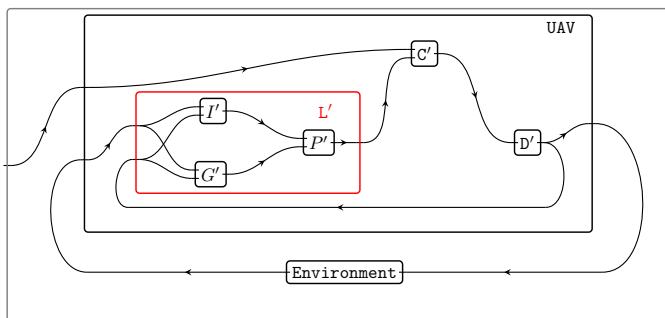 UAV
C′
L′
I′
P′
D′
G′
Environment